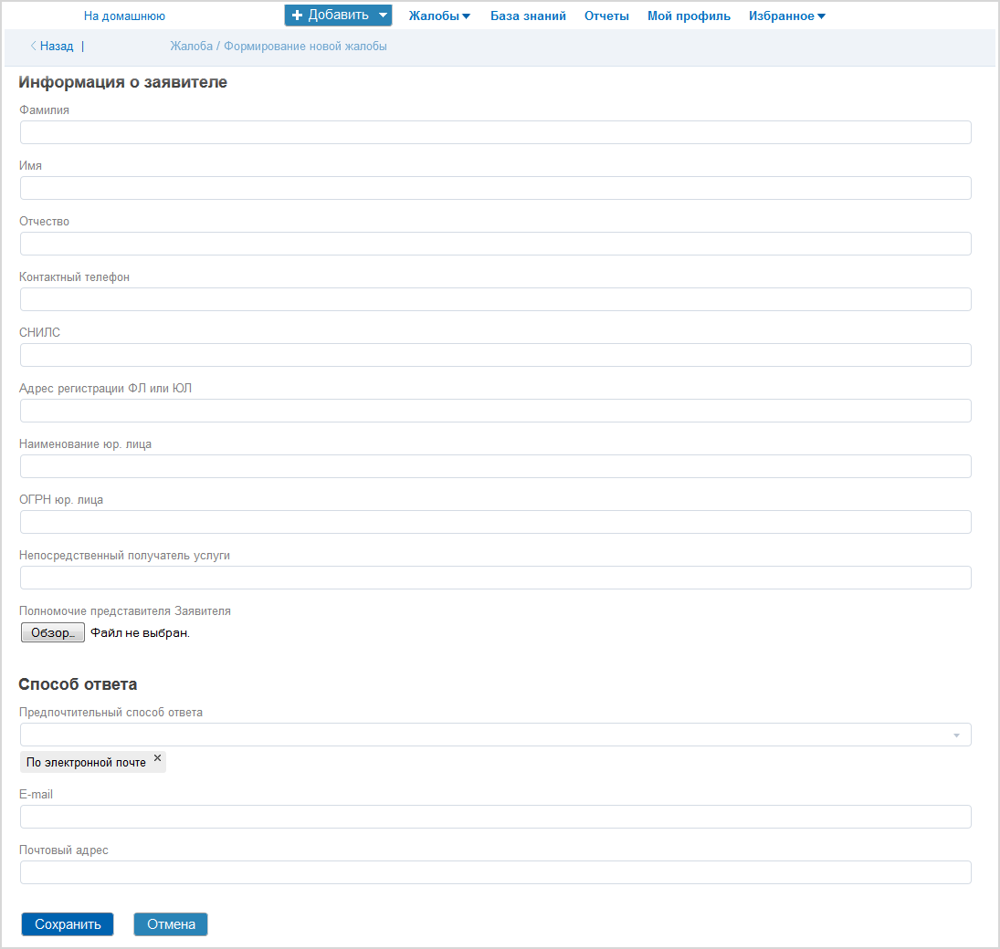 На домашнюю Добавить Жалобы База знаний Отчеты Мой профиль Избранное
Назад | Жалоба / Формирование новой жалобы
Информация о заявителе
Фамилия
Имя
Отчество
Контактный телефон
СНИЛС
Адрес регистрации ФЛ или ЮЛ
Наименование юр. лица
ОГРН юр. лица
Непосредственный получатель услуги
Полномочие представителя Заявителя
Обзор... Файл не выбран.
Способ ответа
Предпочтительный способ ответа
По электронной почте ×
E-mail
Почтовый адрес
Сохранить Отмена